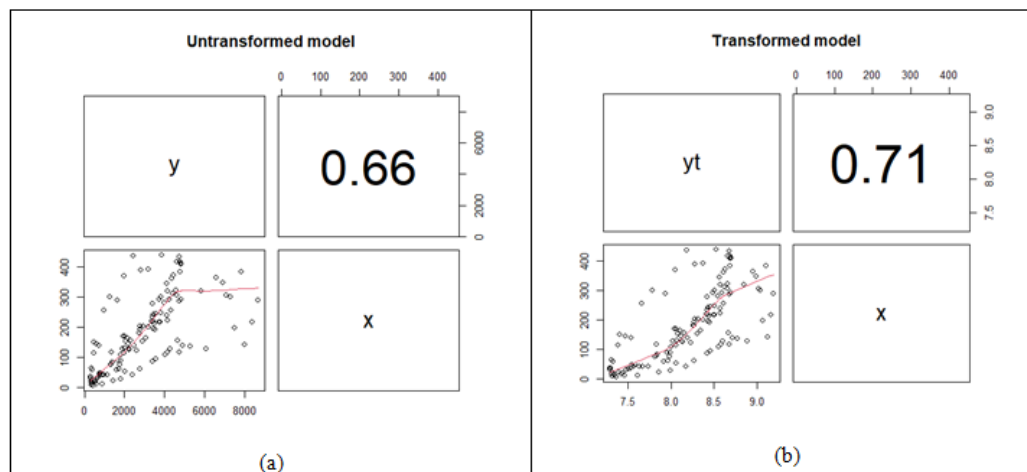 Untransformed model
0 100 200 300 400
y
0.66
0 2000 6000
0 100 200 300 400
x
0 2000 4000 6000 8000
(a)
Transformed model
0 100 200 300 400
yt
0.71
7.5 8.0 8.5 9.0
0 100 200 300 400
x
7.5 8.0 8.5 9.0
(b)